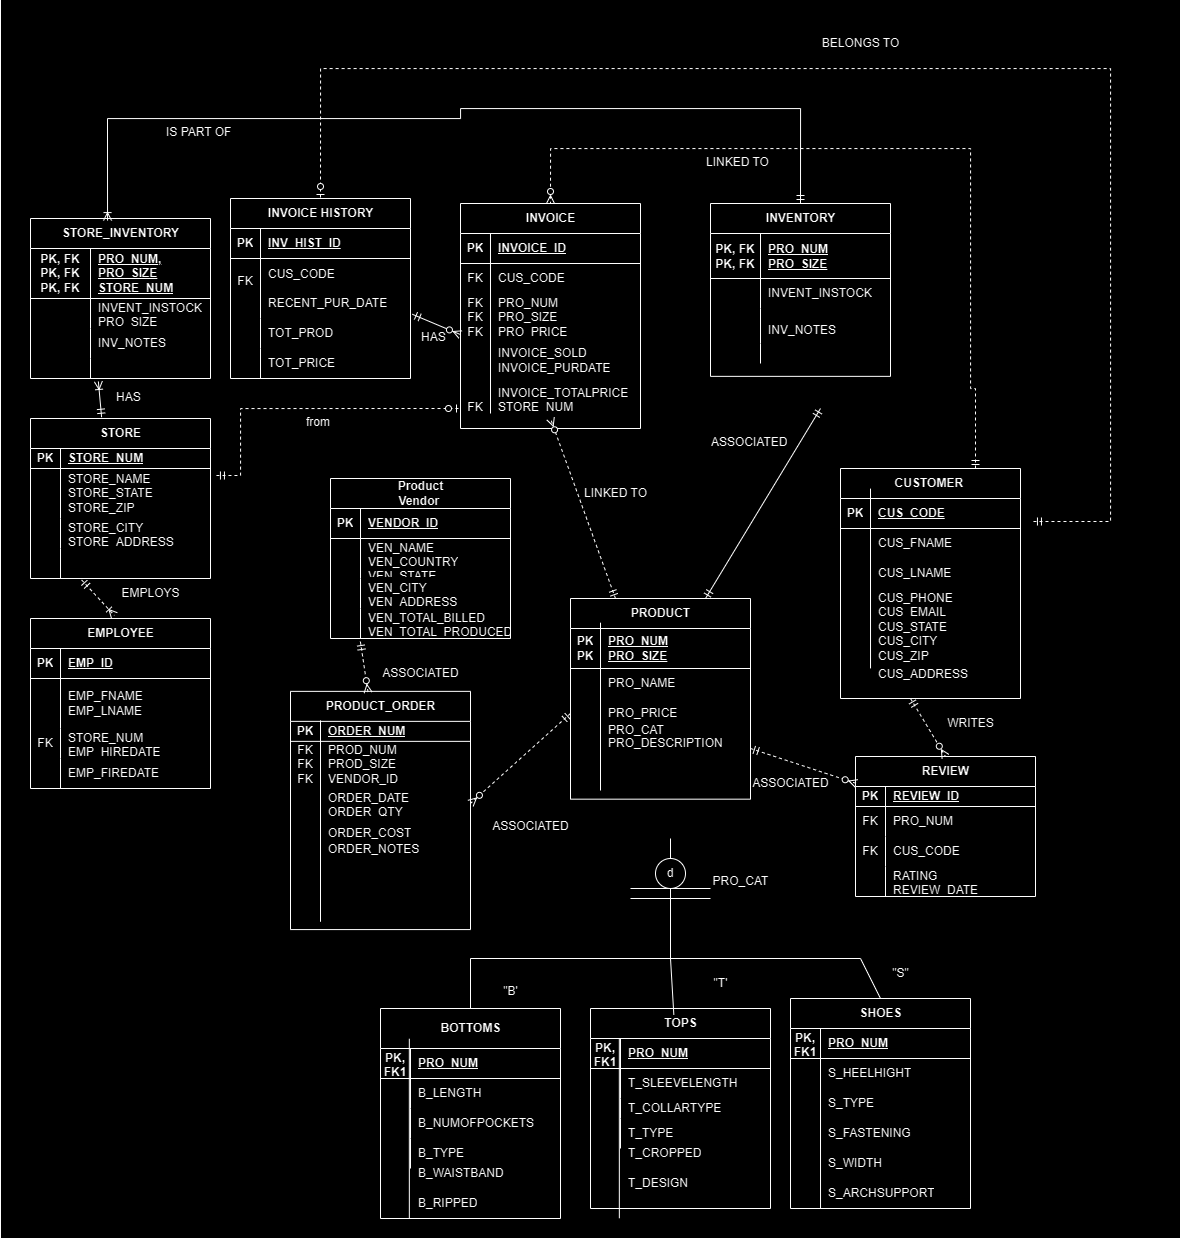 BELONGS TO
IS PART OF
LINKED TO
STORE_INVENTORY
PK, FK PRO_NUM,
PK, FK PRO_SIZE
PK, FK STORE_NUM
INVENT_INSTOCK
PRO_SIZE
INV_NOTES
INVOICE HISTORY
PK INV_HIST_ID
FK CUS_CODE
RECENT_PUR_DATE
TOT_PROD
TOT_PRICE
HAS
INVOICE
PK INVOICE_ID
FK CUS_CODE
FK PRO_NUM
FK PRO_SIZE
FK PRO_PRICE
INVOICE_SOLD
INVOICE_PURDATE
INVOICE_TOTALPRICE
FK STORE_NUM
INVENTORY
PK, FK PRO_NUM
PK, FK PRO_SIZE
INVENT_INSTOCK
INV_NOTES
HAS
from
ASSOCIATED
STORE
PK STORE_NUM
STORE_NAME
STORE_STATE
STORE_ZIP
STORE_CITY
STORE_ADDRESS
Product
Vendor
PK VENDOR_ID
VEN_NAME
VEN_COUNTRY
VEN_STATE
VEN_CITY
VEN_ADDRESS
VEN_TOTAL_BILLED
VEN_TOTAL_PRODUCED
LINKED TO
CUSTOMER
PK CUS_CODE
CUS_FNAME
CUS_LNAME
CUS_PHONE
CUS_EMAIL
CUS_STATE
CUS_CITY
CUS_ZIP
CUS_ADDRESS
EMPLOYS
EMPLOYEE
PK EMP_ID
EMP_FNAME
EMP_LNAME
FK STORE_NUM
EMP_HIREDATE
EMP_FIREDATE
ASSOCIATED
PRODUCT
PK PRO_NUM
PK PRO_SIZE
PRO_NAME
PRO_PRICE
PRO_CAT
PRO_DESCRIPTION
PRODUCT_ORDER
PK ORDER_NUM
FK PROD_NUM
FK PROD_SIZE
FK VENDOR_ID
ORDER_DATE
ORDER_QTY
ORDER_COST
ORDER_NOTES
ASSOCIATED
WRITES
ASSOCIATED
REVIEW
PK REVIEW_ID
FK PRO_NUM
FK CUS_CODE
RATING
REVIEW_DATE
d
PRO_CAT
"B'
"T'
"S"
BOTTOMS
PK,
FK1 PRO_NUM
B_LENGTH
B_NUMOFPOCKETS
B_TYPE
B_WAISTBAND
B_RIPPED
TOPS
PK,
FK1 PRO_NUM
T_SLEEVELENGTH
T_COLLARTYPE
T_TYPE
T_CROPPED
T_DESIGN
SHOES
PK,
FK1 PRO_NUM
S_HEELHIGHT
S_TYPE
S_FASTENING
S_WIDTH
S_ARCHSUPPORT